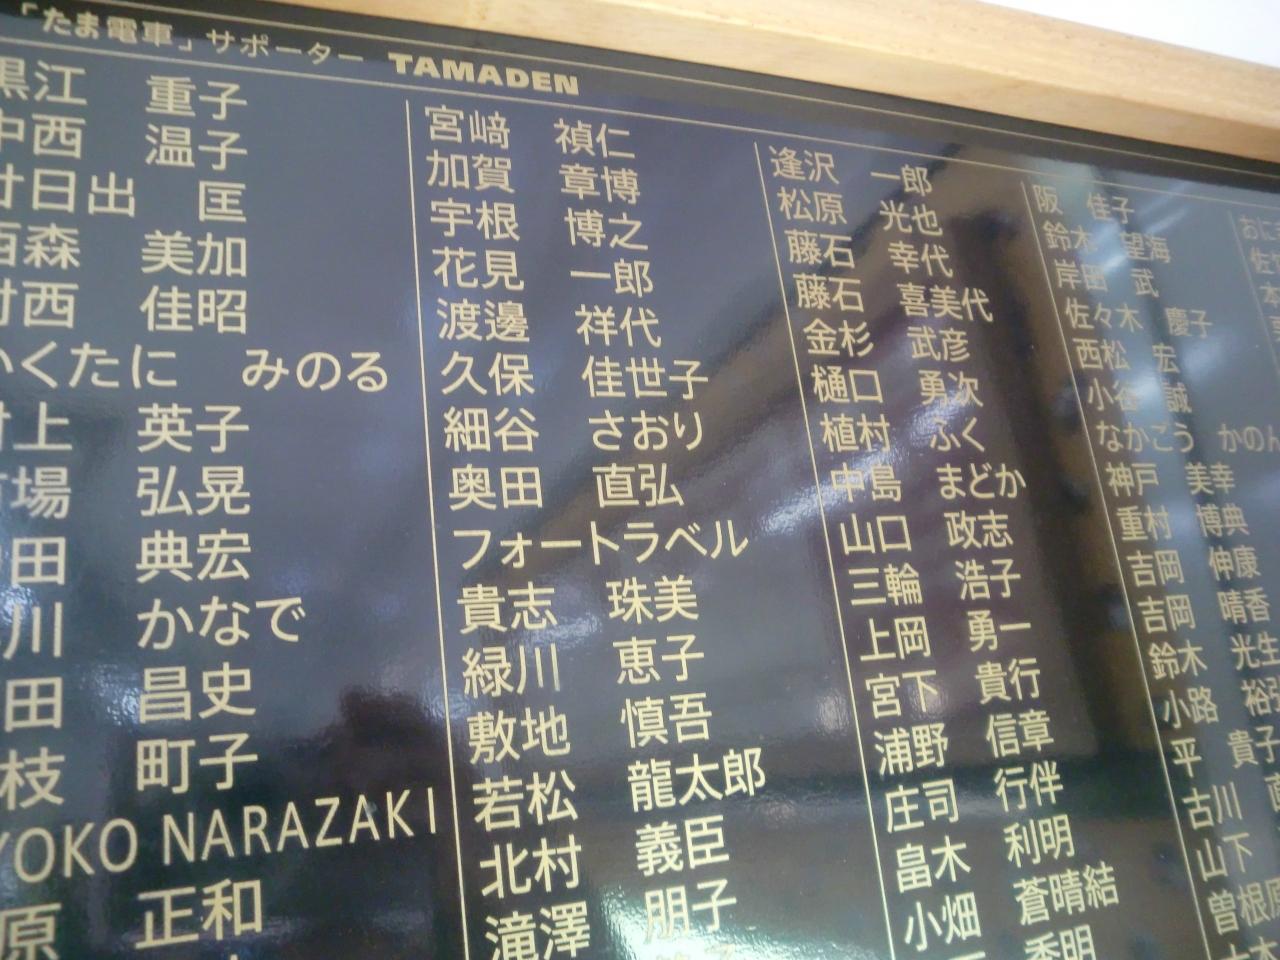 「たま電車」サポーター TAMADEN
黒江 重子
中西 温子
廿日出 匡
西森 美加
村西 佳昭
くたに みのる
村上 英子
場 弘晃
田 典宏
川 かなで
田 昌史
枝 町子
YOKO NARAZAKI
原 正和
宮﨑 禎仁
加賀 章博
宇根 博之
花見 一郎
渡邊 祥代
久保 佳世子
細谷 さおり
奥田 直弘
フォートラベル
貴志 珠美
緑川 恵子
敷地 慎吾
若松 龍太郎
北村 義臣
滝澤 朋子
逢沢 一郎
松原 光也
藤石 幸代
藤石 喜美代
金杉 武彦
樋口 勇次
植村 ふく
中島 まどか
山口 政志
三輪 浩子
上岡 勇一
宮下 貴行
浦野 信章
庄司 行伴
畠木 利明
小畑 蒼晴結
秀明
阪 佳子
鈴木 望海
岸田 武
佐々木 慶子
西松 宏
小谷 誠
なかこう かのん
神戸 美幸
重村 博典
吉岡 伸康
吉岡 晴香
鈴木 光生
小路 裕
平 貴子
古川
山下
曽根原
おに
佐
本